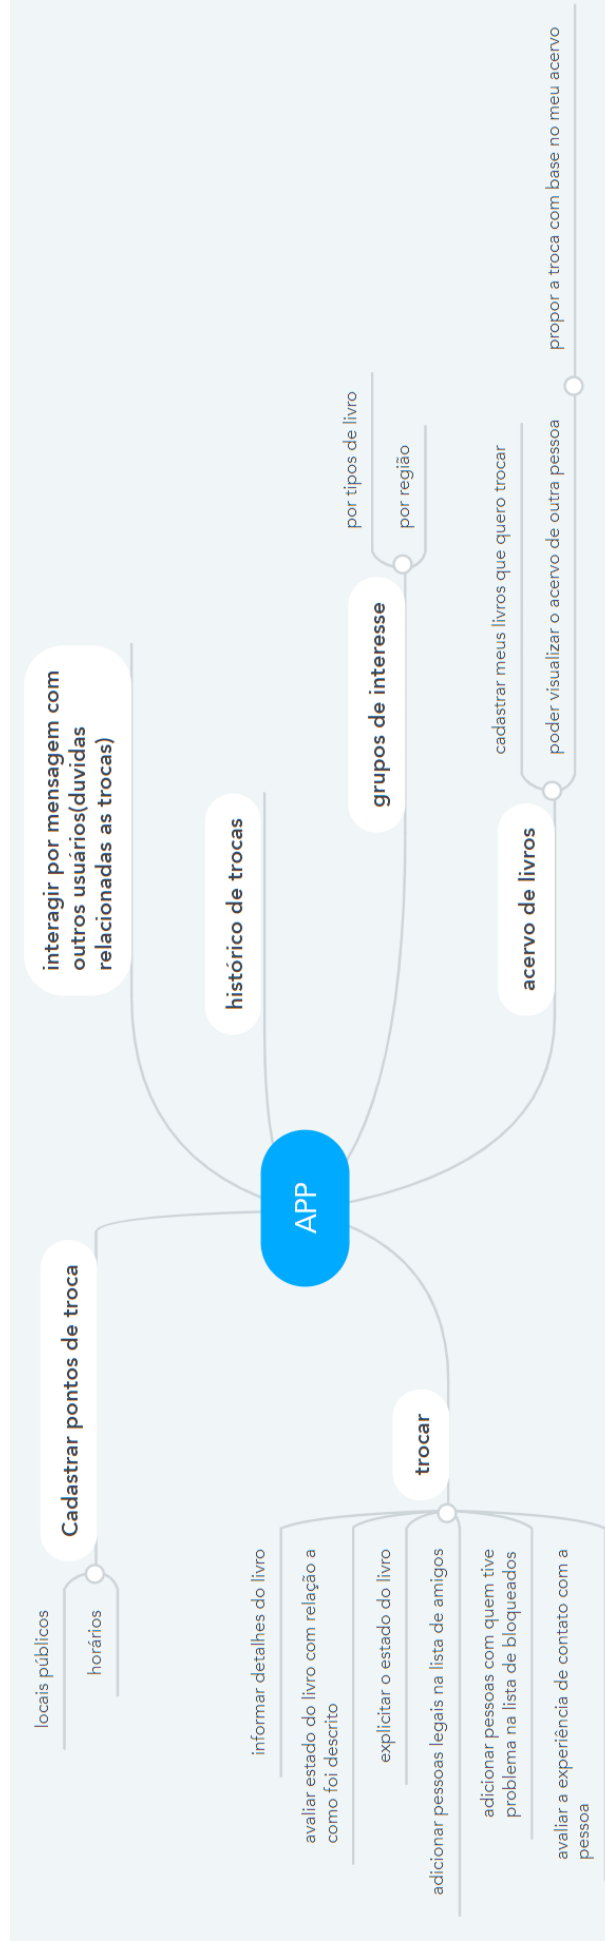 Cadastrar pontos de troca
locais públicos
horários
trocar
informar detalhes do livro
avaliar estado do livro com relação a
como foi descrito
explicitar o estado do livro
adicionar pessoas legais na lista de amigos
adicionar pessoas com quem tive
problema na lista de bloqueados
avaliar a experiência de contato com a
pessoa
APP
interagir por mensagem com
outros usuários(duvidas
relacionadas as trocas)
histórico de trocas
grupos de interesse
por tipos de livro
por região
acervo de livros
cadastrar meus livros que quero trocar
poder visualizar o acervo de outra pessoa
propor a troca com base no meu acervo